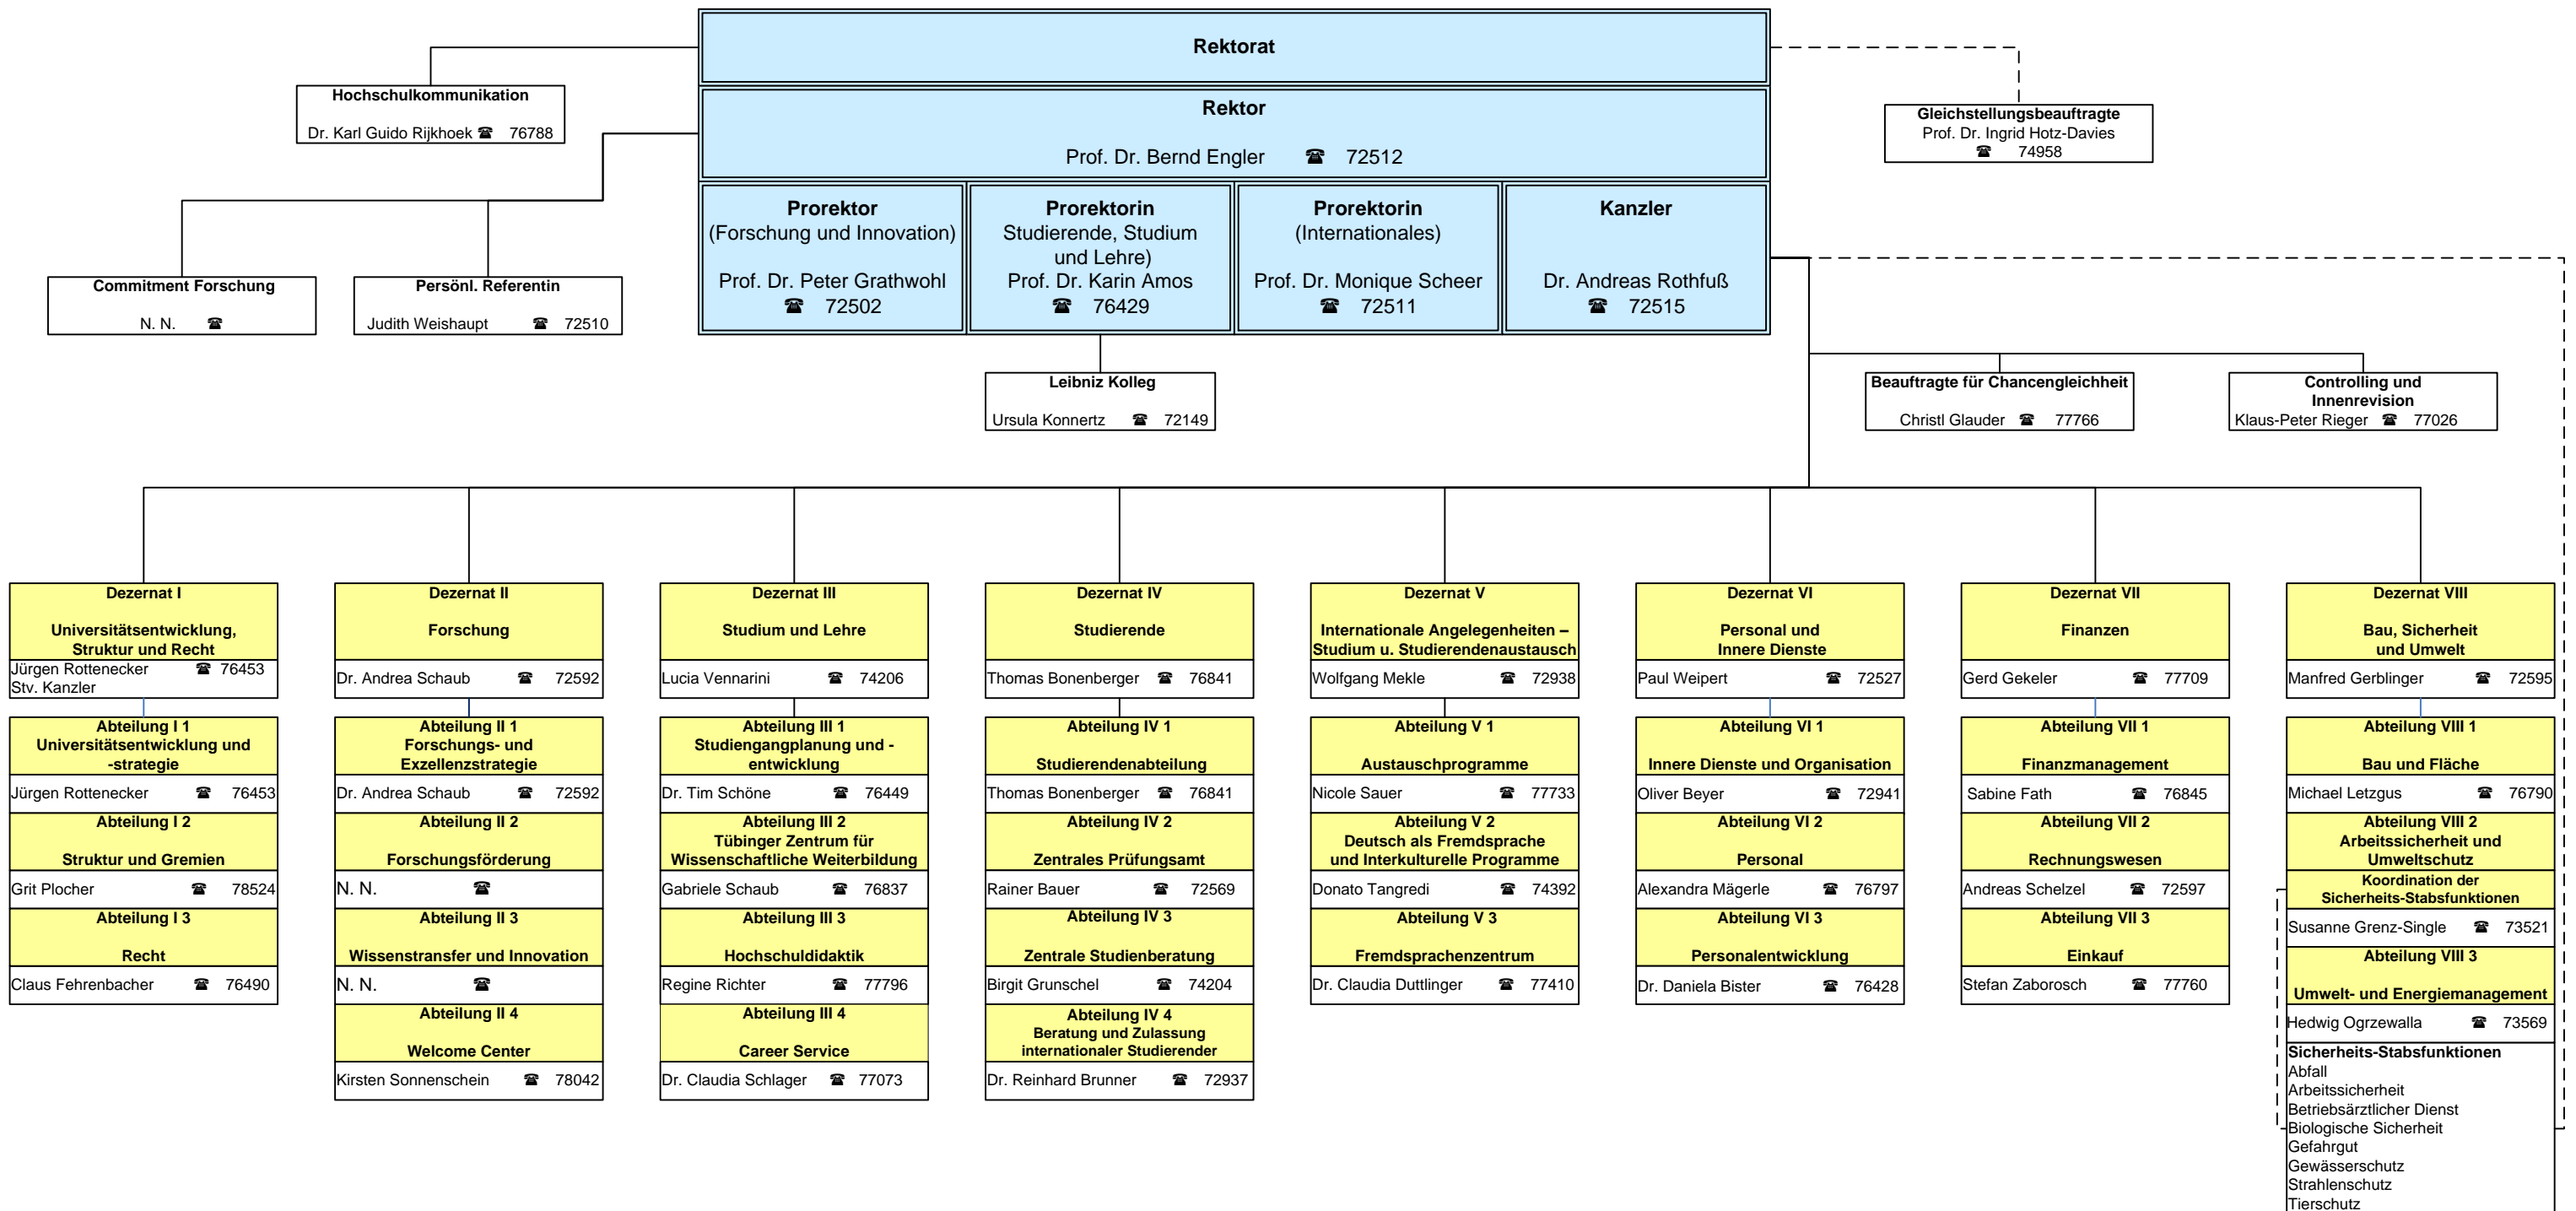 Rektorat
Hochschulkommunikation
Dr. Karl Guido Rijkhoek ☎ 76788
Rektor
Prof. Dr. Bernd Engler ☎ 72512
Gleichstellungsbeauftragte
Prof. Dr. Ingrid Hotz-Davies
☎ 74958
Prorektor
(Forschung und Innovation)
Prof. Dr. Peter Grathwohl
☎ 72502
Prorektorin
Studierende, Studium
und Lehre)
Prof. Dr. Karin Amos
☎ 76429
Prorektorin
(Internationales)
Prof. Dr. Monique Scheer
☎ 72511
Kanzler
Dr. Andreas Rothfuß
☎ 72515
Commitment Forschung
N. N. ☎
Persönl. Referentin
Judith Weishaupt ☎ 72510
Leibniz Kolleg
Ursula Konnertz ☎ 72149
Beauftragte für Chancengleichheit
Christl Glauder ☎ 77766
Controlling und
Innenrevision
Klaus-Peter Rieger ☎ 77026
Dezernat I
Universitätsentwicklung,
Struktur und Recht
Jürgen Rottenecker ☎ 76453
Stv. Kanzler
Abteilung I 1
Universitätsentwicklung und
-strategie
Jürgen Rottenecker ☎ 76453
Abteilung I 2
Struktur und Gremien
Grit Plocher ☎ 78524
Abteilung I 3
Recht
Claus Fehrenbacher ☎ 76490
Dezernat II
Forschung
Dr. Andrea Schaub ☎ 72592
Abteilung II 1
Forschungs- und
Exzellenzstrategie
Dr. Andrea Schaub ☎ 72592
Abteilung II 2
Forschungsförderung
N. N. ☎
Abteilung II 3
Wissenstransfer und Innovation
N. N. ☎
Abteilung II 4
Welcome Center
Kirsten Sonnenschein ☎ 78042
Dezernat III
Studium und Lehre
Lucia Vennarini ☎ 74206
Abteilung III 1
Studiengangplanung und -
entwicklung
Dr. Tim Schöne ☎ 76449
Abteilung III 2
Tübinger Zentrum für
Wissenschaftliche Weiterbildung
Gabriele Schaub ☎ 76837
Abteilung III 3
Hochschuldidaktik
Regine Richter ☎ 77796
Abteilung III 4
Career Service
Dr. Claudia Schlager ☎ 77073
Dezernat IV
Studierende
Thomas Bonenberger ☎ 76841
Abteilung IV 1
Studierendenabteilung
Thomas Bonenberger ☎ 76841
Abteilung IV 2
Zentrales Prüfungsamt
Rainer Bauer ☎ 72569
Abteilung IV 3
Zentrale Studienberatung
Birgit Grunschel ☎ 74204
Abteilung IV 4
Beratung und Zulassung
internationaler Studierender
Dr. Reinhard Brunner ☎ 72937
Dezernat V
Internationale Angelegenheiten –
Studium u. Studierendenaustausch
Wolfgang Mekle ☎ 72938
Abteilung V 1
Austauschprogramme
Nicole Sauer ☎ 77733
Abteilung V 2
Deutsch als Fremdsprache
und Interkulturelle Programme
Donato Tangredi ☎ 74392
Abteilung V 3
Fremdsprachenzentrum
Dr. Claudia Duttlinger ☎ 77410
Dezernat VI
Personal und
Innere Dienste
Paul Weipert ☎ 72527
Abteilung VI 1
Innere Dienste und Organisation
Oliver Beyer ☎ 72941
Abteilung VI 2
Personal
Alexandra Mägerle ☎ 76797
Abteilung VI 3
Personalentwicklung
Dr. Daniela Bister ☎ 76428
Dezernat VII
Finanzen
Gerd Gekeler ☎ 77709
Abteilung VII 1
Finanzmanagement
Sabine Fath ☎ 76845
Abteilung VII 2
Rechnungswesen
Andreas Schelzel ☎ 72597
Abteilung VII 3
Einkauf
Stefan Zaborosch ☎ 77760
Dezernat VIII
Bau, Sicherheit
und Umwelt
Manfred Gerblinger ☎ 72595
Abteilung VIII 1
Bau und Fläche
Michael Letzgus ☎ 76790
Abteilung VIII 2
Arbeitssicherheit und
Umweltschutz
Koordination der
Sicherheits-Stabsfunktionen
Susanne Grenz-Single ☎ 73521
Abteilung VIII 3
Umwelt- und Energiemanagement
Hedwig Ogrzewalla ☎ 73569
Sicherheits-Stabsfunktionen
Abfall
Arbeitssicherheit
Betriebsärztlicher Dienst
Biologische Sicherheit
Gefahrgut
Gewässerschutz
Strahlenschutz
Tierschutz